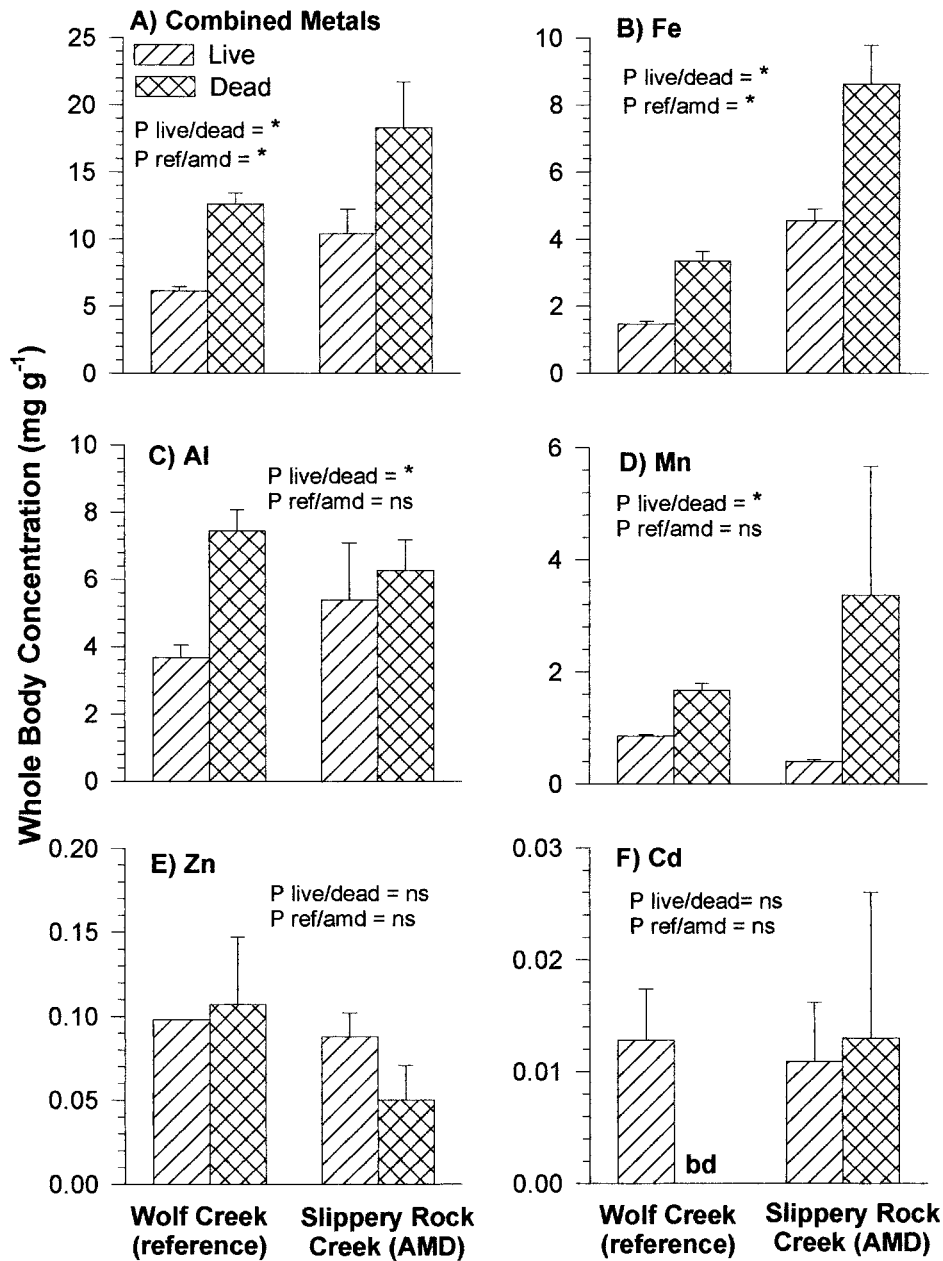 Whole Body Concentration (mg g⁻¹)
A) Combined Metals
Live
Dead
P live/dead = *
P ref/amd = *
25
20
15
10
5
0
B) Fe
P live/dead = *
P ref/amd = *
10
8
6
4
2
0
C) Al
P live/dead = *
P ref/amd = ns
10
8
6
4
2
0
D) Mn
P live/dead = *
P ref/amd = ns
6
4
2
0
E) Zn
P live/dead = ns
P ref/amd = ns
0.20
0.15
0.10
0.05
0.00
Wolf Creek
(reference)
Slippery Rock
Creek (AMD)
F) Cd
P live/dead= ns
P ref/amd = ns
0.03
0.02
0.01
0.00
bd
Wolf Creek
(reference)
Slippery Rock
Creek (AMD)